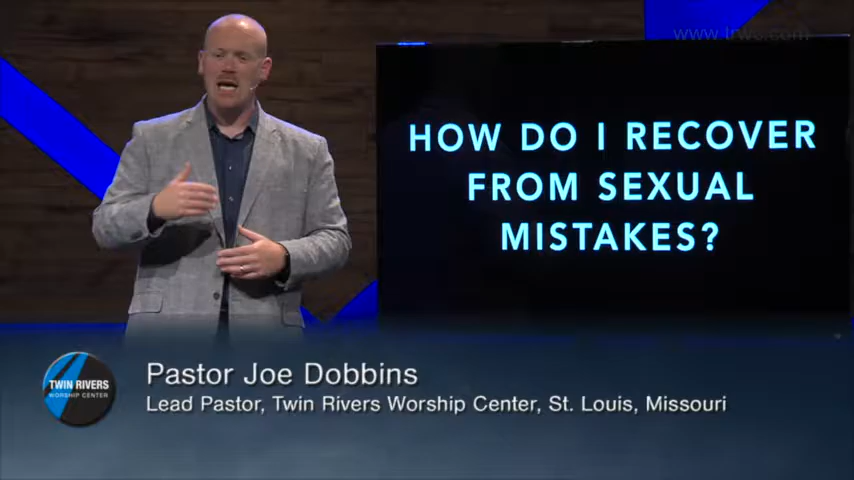 www.trwc.com
HOW DO I RECOVER
FROM SEXUAL
MISTAKES?
TWIN RIVERS
WORSHIP CENTER
Pastor Joe Dobbins
Lead Pastor, Twin Rivers Worship Center, St. Louis, Missouri